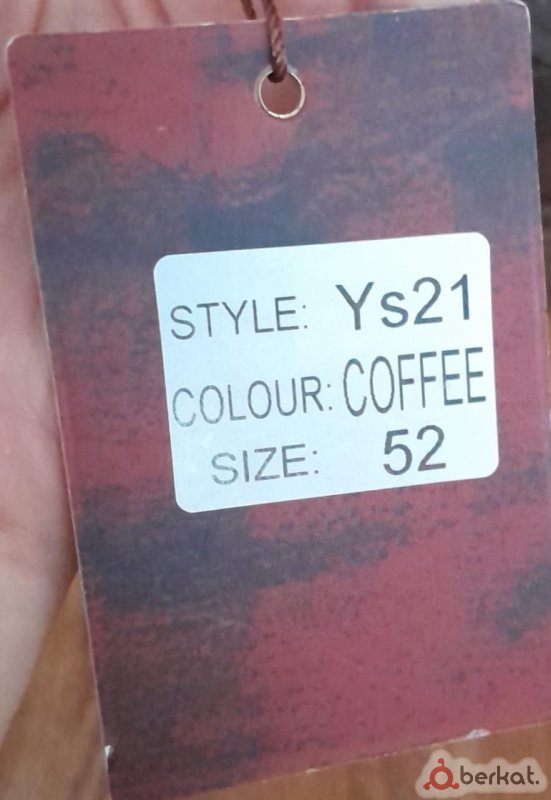 STYLE: Ys21
COLOUR: COFFEE
SIZE: 52
berkat.